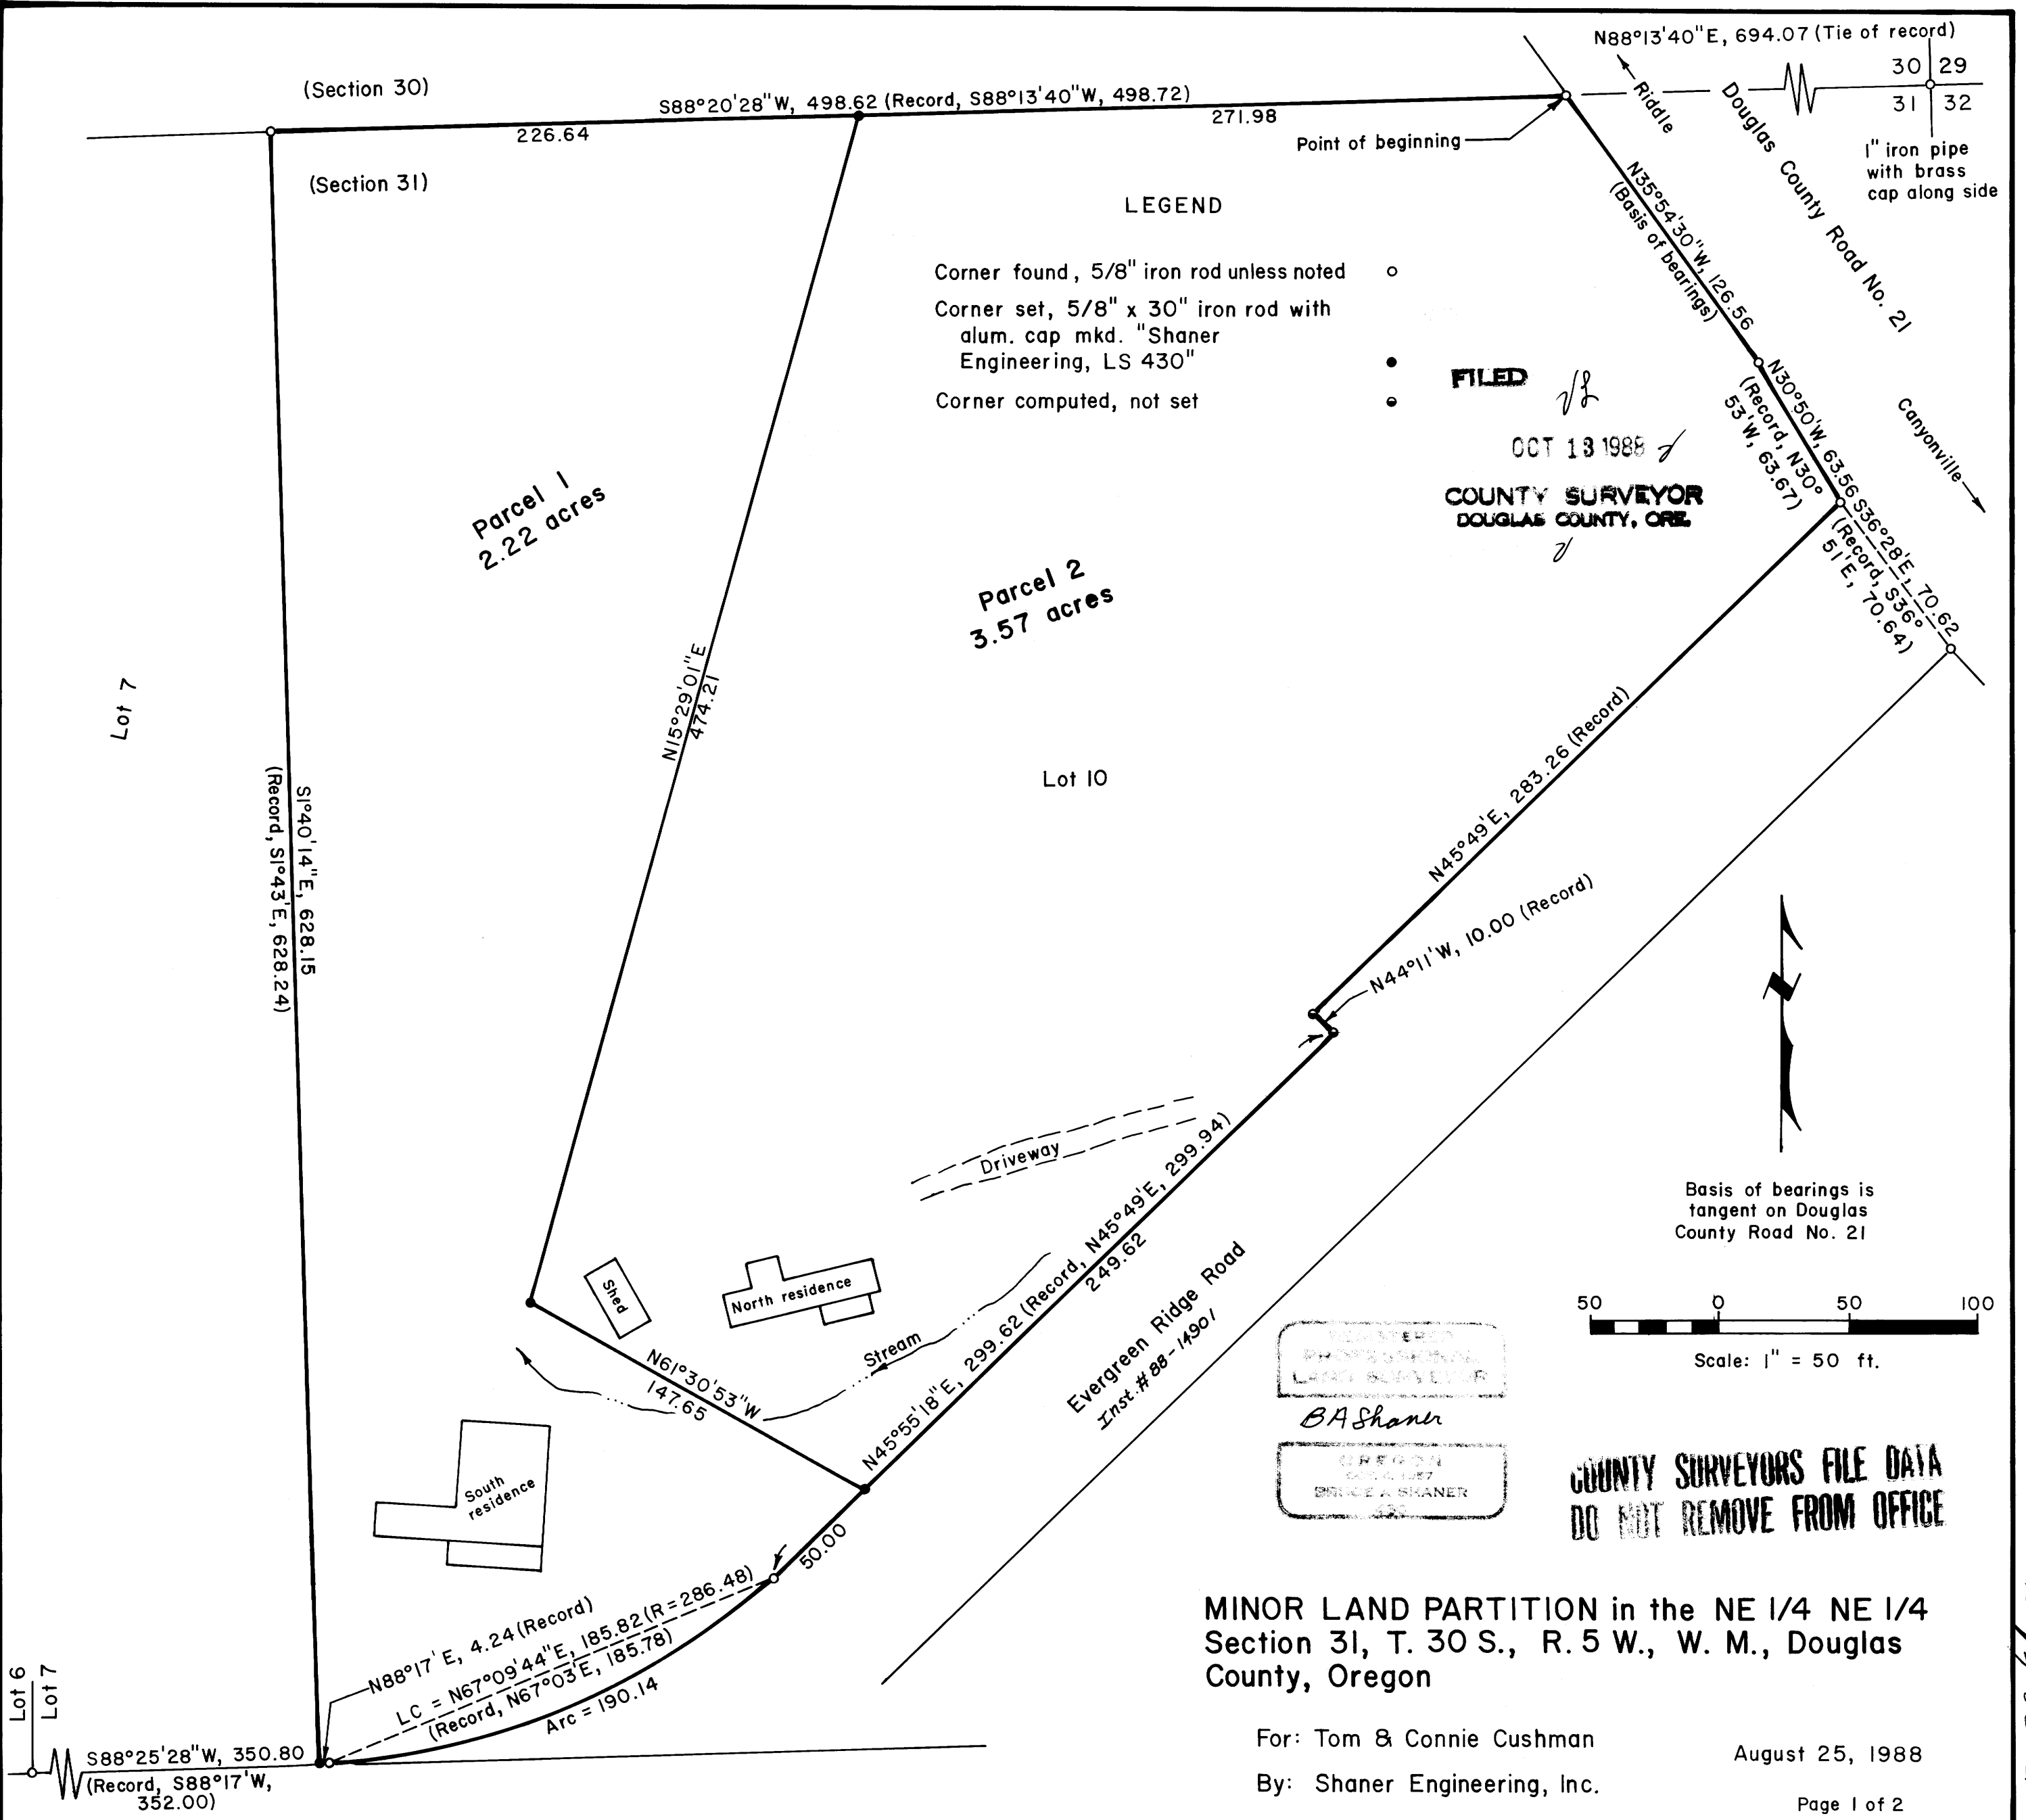 N88°13'40"E, 694.07 (Tie of record)
30 29
31 32
1" iron pipe
with brass
cap along side
(Section 30)
S88°20'28"W, 498.62 (Record, S88°13'40"W, 498.72)
226.64
271.98
Point of beginning
(Section 31)
Riddle
Douglas County Road No. 21
N35°54'30"W, 126.56
(Basis of bearings)
LEGEND
Corner found, 5/8" iron rod unless noted
Corner set, 5/8" x 30" iron rod with
alum. cap mkd. "Shaner
Engineering, LS 430"
Corner computed, not set
FILED
OCT 13 1988
COUNTY SURVEYOR
DOUGLAS COUNTY, ORE.
N30°50'W, 63.56
(Record, N30°
53'W, 63.67)
Canyonville
S36°28'E, 70.62
(Record, S36°
51'E, 70.64)
Parcel 1
2.22 acres
Parcel 2
3.57 acres
N15°29'01"E
474.21
Lot 7
Lot 10
S1°40'14"E, 628.15
(Record, S1°43'E, 628.24)
N45°49'E, 283.26 (Record)
N44°11'W, 10.00 (Record)
Driveway
N45°55'18"E, 299.62 (Record, N45°49'E, 299.94)
249.62
Basis of bearings is
tangent on Douglas
County Road No. 21
Shed
North residence
Stream
N61°30'53"W
147.65
Evergreen Ridge Road
Inst. # 88-14901
50 0 50 100
Scale: 1" = 50 ft.
REGISTERED
PROFESSIONAL
LAND SURVEYOR
BA Shaner
OREGON
BRUCE A SHANER
430
COUNTY SURVEYORS FILE DATA
DO NOT REMOVE FROM OFFICE
South
residence
50.00
N88°17'E, 4.24 (Record)
LC = N67°09'44"E, 185.82 (R=286.48)
(Record, N67°03'E, 185.78)
Arc = 190.14
Lot 6
Lot 7
S88°25'28"W, 350.80
(Record, S88°17'W,
352.00)
MINOR LAND PARTITION in the NE 1/4 NE 1/4
Section 31, T. 30 S., R. 5 W., W. M., Douglas
County, Oregon
For: Tom & Connie Cushman
By: Shaner Engineering, Inc.
August 25, 1988
Page 1 of 2